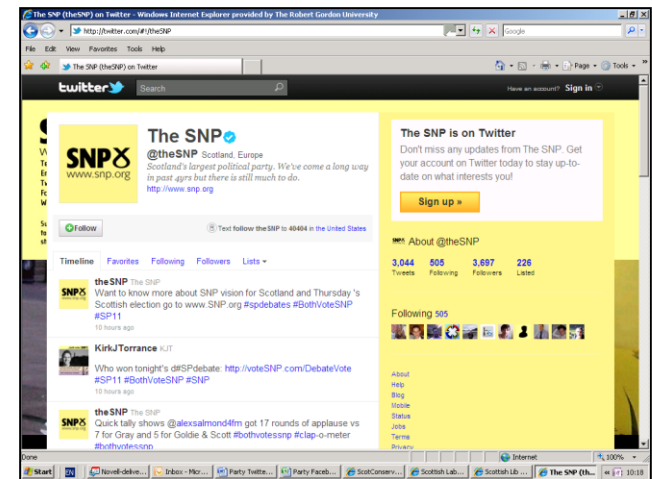 The SNP (theSNP) on Twitter - Windows Internet Explorer provided by The Robert Gordon University
http://twitter.com/#!/theSNP
Google
File Edit View Favorites Tools Help
The SNP (theSNP) on Twitter
Page Tools
twitter
Search
Have an account? Sign in
SNP
www.snp.org
The SNP
@theSNP Scotland, Europe
Scotland's largest political party. We've come a long way
in past 4yrs but there is still much to do.
http://www.snp.org
Follow
Text follow theSNP to 40404 in the United States
Timeline Favorites Following Followers Lists
theSNP The SNP
Want to know more about SNP vision for Scotland and Thursday 's
Scottish election go to www.SNP.org #spdebates #BothVoteSNP
#SP11
10 hours ago
KirkJTorrance KJT
Who won tonight's d#SPdebate: http://voteSNP.com/DebateVote
#SP11 #BothVoteSNP #SNP
10 hours ago
theSNP The SNP
Quick tally shows @alexsalmond4fm got 17 rounds of applause vs
7 for Gray and 5 for Goldie & Scott #bothvotessnp #clap-o-meter
#bothvotessnp
The SNP is on Twitter
Don't miss any updates from The SNP. Get
your account on Twitter today to stay up-to-
date on what interests you!
Sign up »
About @theSNP
3,044 505 3,697 226
Tweets Following Followers Listed
Following 505
About
Help
Blog
Mobile
Status
Jobs
Terms
Privacy
Done
Internet
100%
Start
EN
Novell-delive...
Inbox - Micr...
Party Twitte...
Party Faceb...
ScotConserv...
Scottish Lab...
Scottish Lib ...
The SNP (th...
10:18